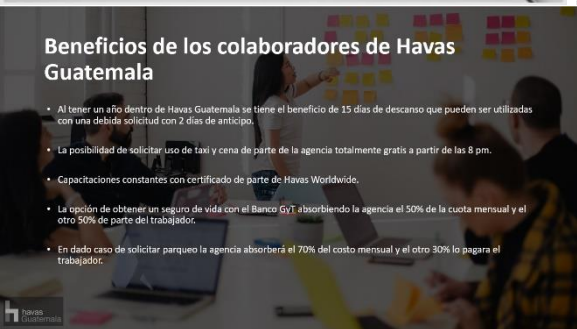 Beneficios de los colaboradores de Havas
Guatemala
• Al tener un año dentro de Havas Guatemala se tiene el beneficio de 15 días de descanso que pueden ser utilizadas
con una debida solicitud con 2 días de anticipo.
• La posibilidad de solicitar uso de taxi y cena de parte de la agencia totalmente gratis a partir de las 8 pm.
• Capacitaciones constantes con certificado de parte de Havas Worldwide.
• La opción de obtener un seguro de vida con el Banco GyT absorbiendo la agencia el 50% de la cuota mensual y el
otro 50% de parte del trabajador.
• En dado caso de solicitar parqueo la agencia absorberá el 70% del costo mensual y el otro 30% lo pagara el
trabajador.
havas
Guatemala